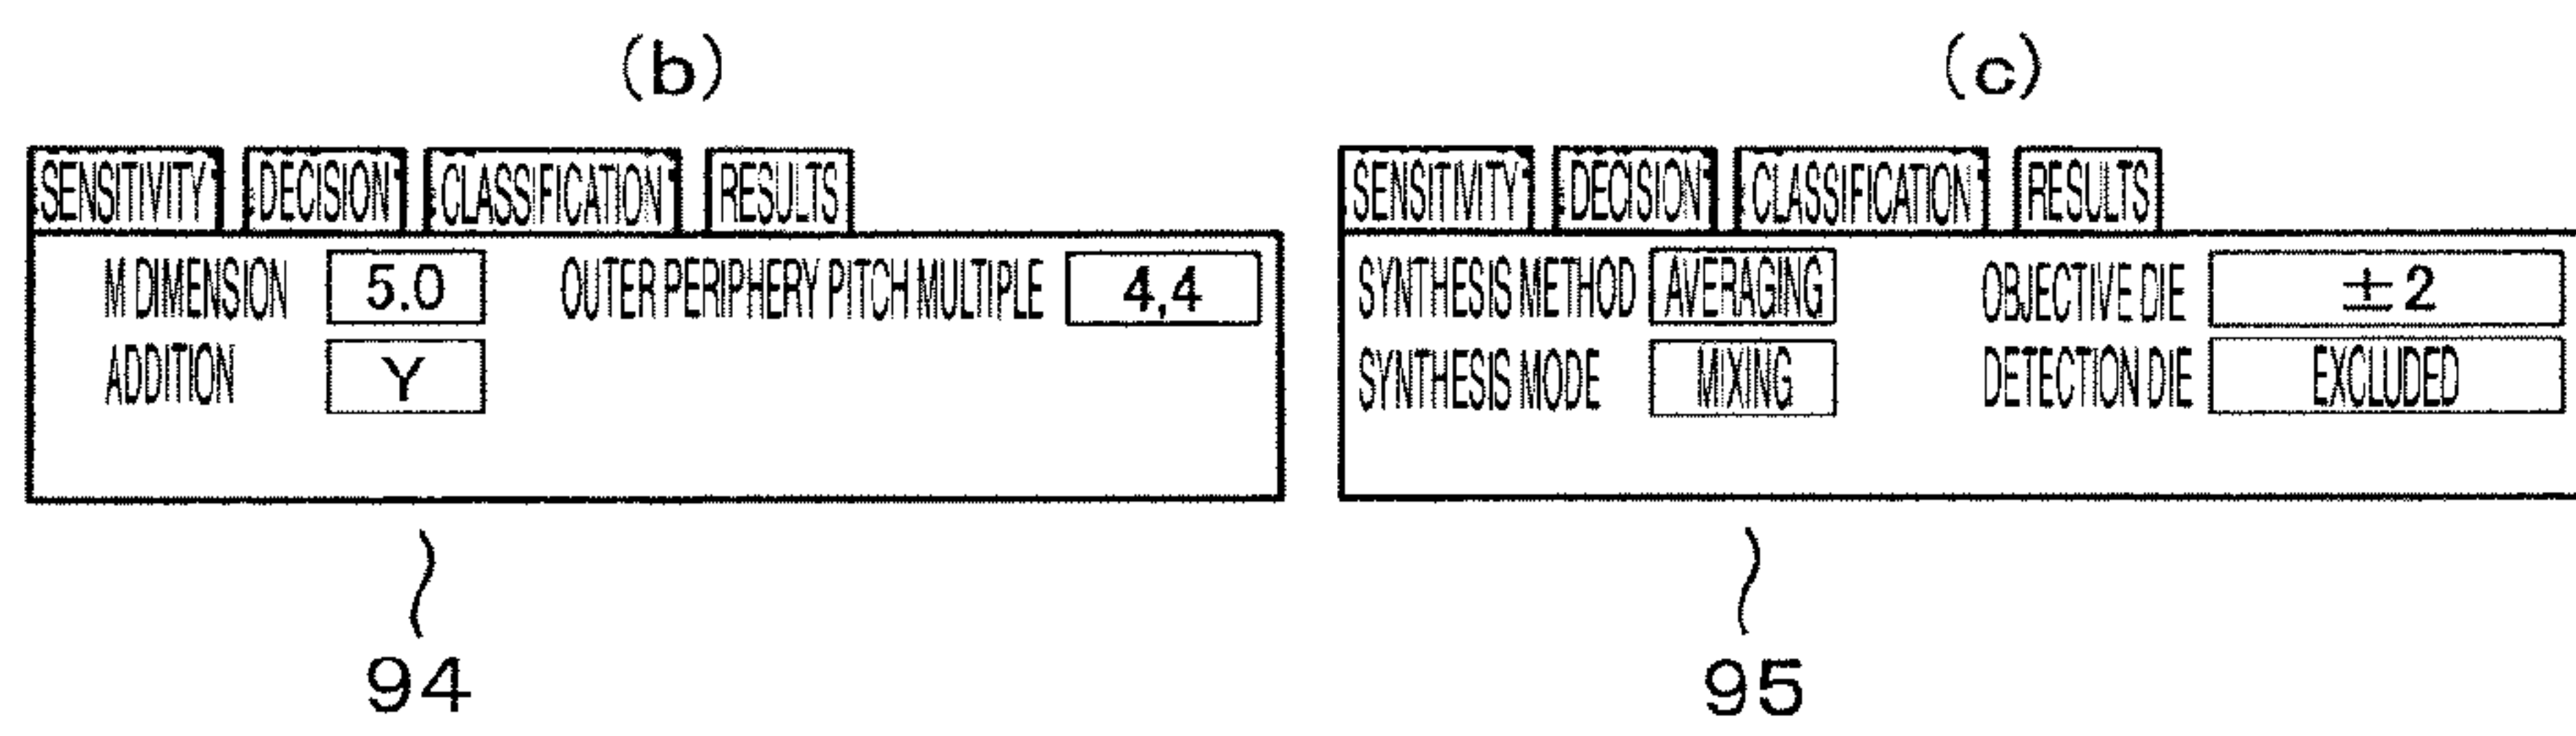 (b)
SENSITIVITY DECISION CLASSIFICATION RESULTS
M DIMENSION 5.0 OUTER PERIPHERY PITCH MULTIPLE 4,4
ADDITION Y
94
(c)
SENSITIVITY DECISION CLASSIFICATION RESULTS
SYNTHESIS METHOD AVERAGING OBJECTIVE DIE ±2
SYNTHESIS MODE MIXING DETECTION DIE EXCLUDED
95